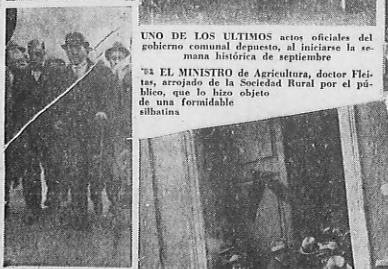 UNO DE LOS ULTIMOS actos oficiales del
gobierno comunal depuesto, al iniciarse la se-
mana histórica de septiembre
EL MINISTRO de Agricultura, doctor Flei-
tas, arrojado de la Sociedad Rural por el pú-
blico, que lo hizo objeto
de una formidable
silbatina